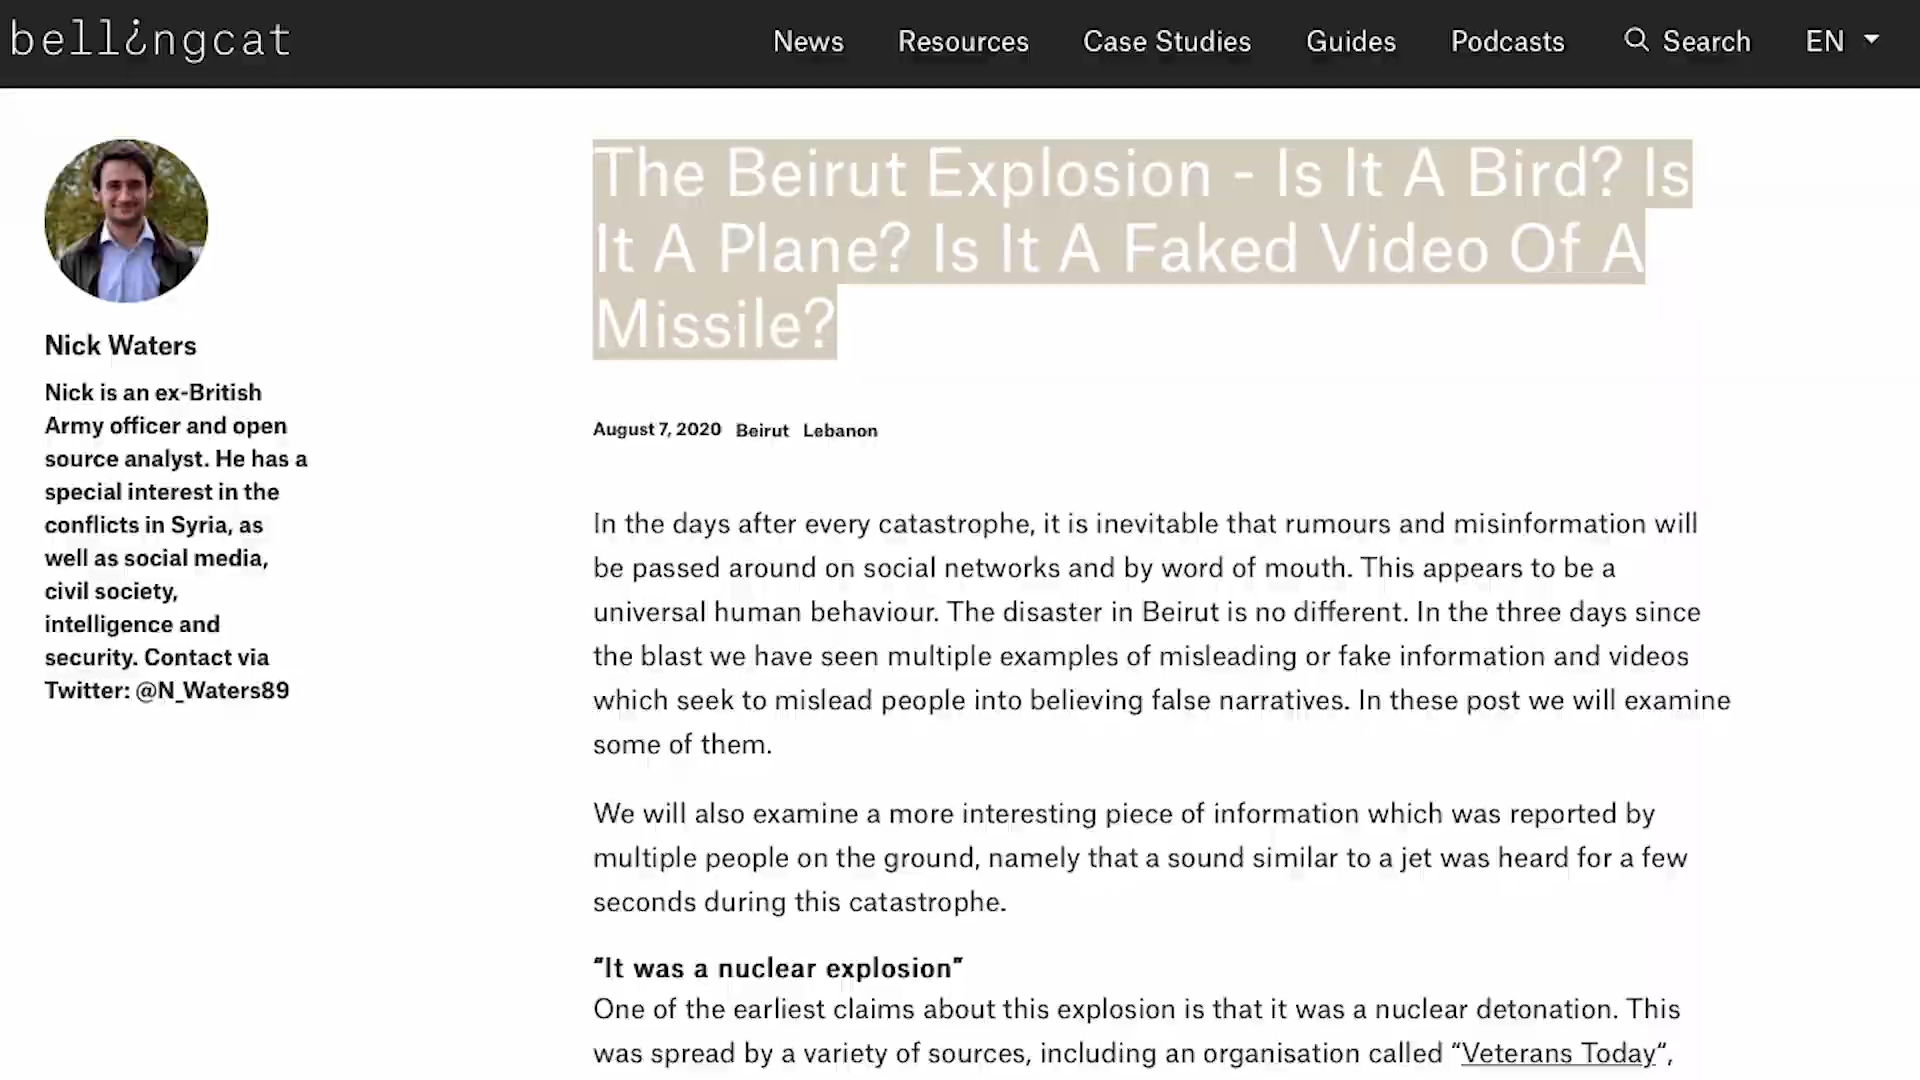 bell¿ngcat
News Resources Case Studies Guides Podcasts Search EN
Nick Waters
Nick is an ex-British
Army officer and open
source analyst. He has a
special interest in the
conflicts in Syria, as
well as social media,
civil society,
intelligence and
security. Contact via
Twitter: @N_Waters89
The Beirut Explosion - Is It A Bird? Is
It A Plane? Is It A Faked Video Of A
Missile?
August 7, 2020 Beirut Lebanon
In the days after every catastrophe, it is inevitable that rumours and misinformation will
be passed around on social networks and by word of mouth. This appears to be a
universal human behaviour. The disaster in Beirut is no different. In the three days since
the blast we have seen multiple examples of misleading or fake information and videos
which seek to mislead people into believing false narratives. In these post we will examine
some of them.
We will also examine a more interesting piece of information which was reported by
multiple people on the ground, namely that a sound similar to a jet was heard for a few
seconds during this catastrophe.
“It was a nuclear explosion”
One of the earliest claims about this explosion is that it was a nuclear detonation. This
was spread by a variety of sources, including an organisation called “Veterans Today“,